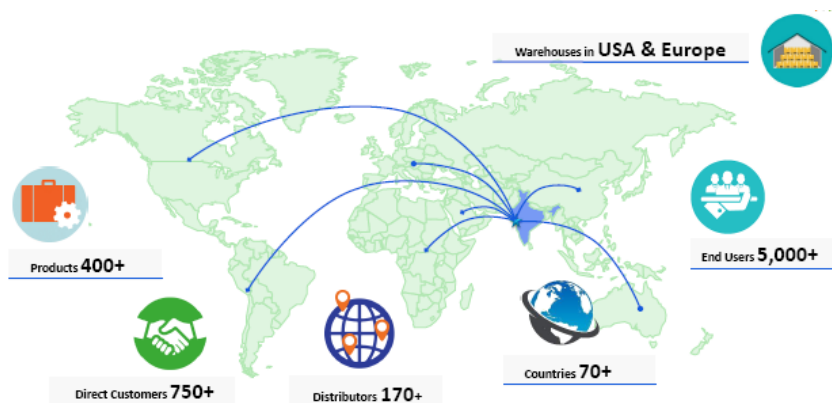 Warehouses in USA & Europe
Products 400+
End Users 5,000+
Direct Customers 750+
Distributors 170+
Countries 70+